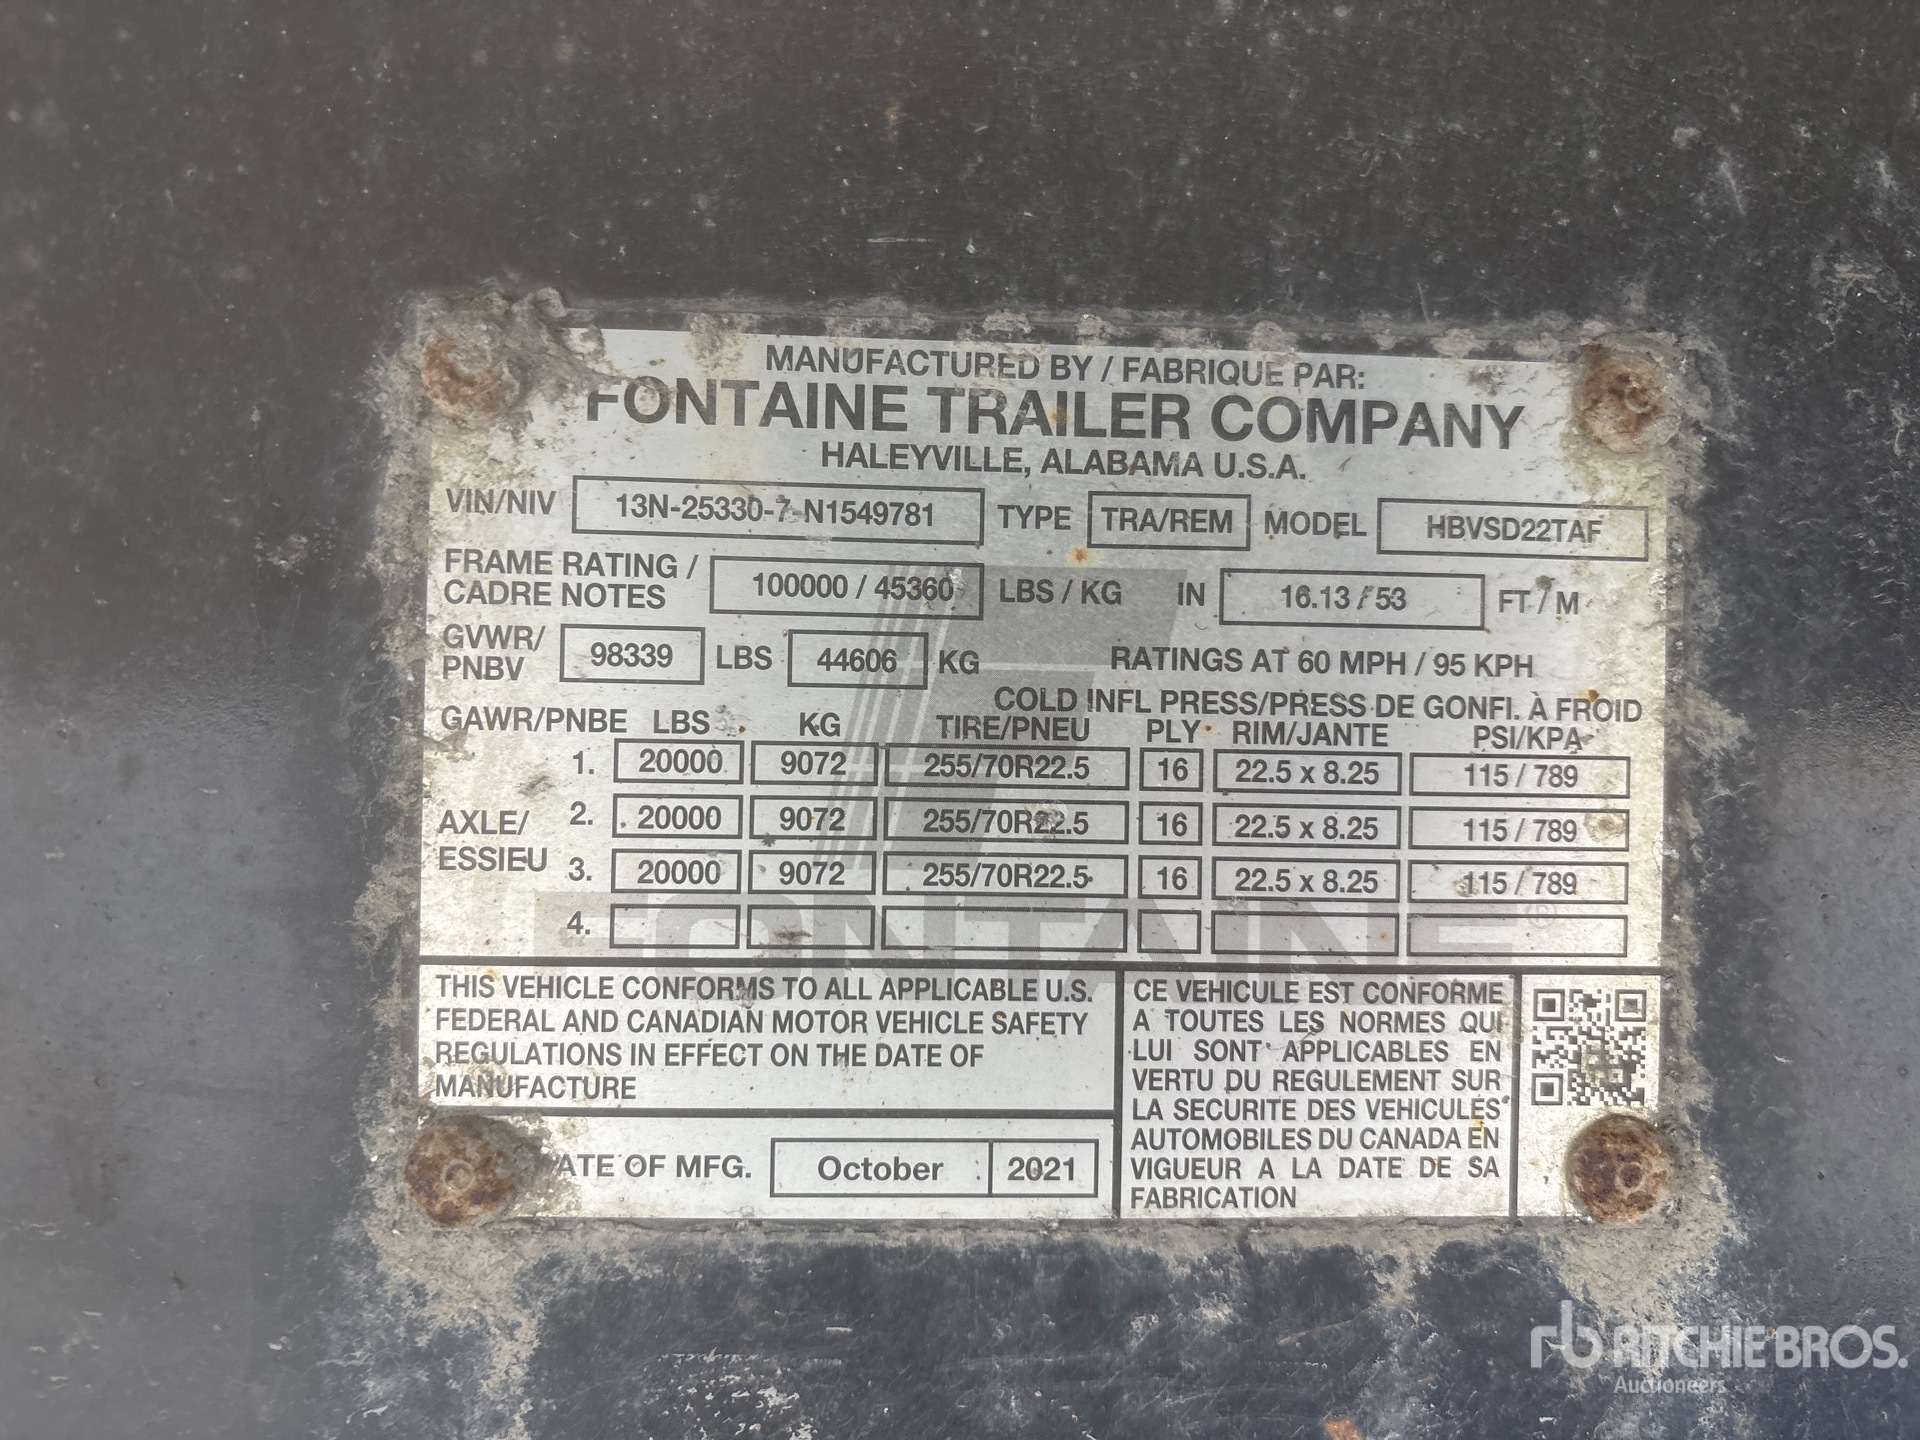 MANUFACTURED BY / FABRIQUE PAR:
FONTAINE TRAILER COMPANY
HALEYVILLE, ALABAMA U.S.A.
VIN/NIV 13N-25330-7-N1549781 TYPE TRA/REM MODEL HBVSD22TAF
FRAME RATING / CADRE NOTES 100000 / 45360 LBS / KG IN 16.13 / 53 FT / M
GVWR/ PNBV 98339 LBS 44606 KG RATINGS AT 60 MPH / 95 KPH
COLD INFL PRESS/PRESS DE GONFI. À FROID
GAWR/PNBE LBS KG TIRE/PNEU PLY RIM/JANTE PSI/KPA
AXLE/ ESSIEU
1. 20000 9072 255/70R22.5 16 22.5 x 8.25 115 / 789
2. 20000 9072 255/70R22.5 16 22.5 x 8.25 115 / 789
3. 20000 9072 255/70R22.5 16 22.5 x 8.25 115 / 789
4.
FONTAINE
THIS VEHICLE CONFORMS TO ALL APPLICABLE U.S.
FEDERAL AND CANADIAN MOTOR VEHICLE SAFETY
REGULATIONS IN EFFECT ON THE DATE OF
MANUFACTURE
ATE OF MFG. October 2021
CE VEHICULE EST CONFORME
A TOUTES LES NORMES QUI
LUI SONT APPLICABLES EN
VERTU DU REGULEMENT SUR
LA SECURITE DES VEHICULES
AUTOMOBILES DU CANADA EN
VIGUEUR A LA DATE DE SA
FABRICATION
rb RITCHIE BROS.
Auctioneers